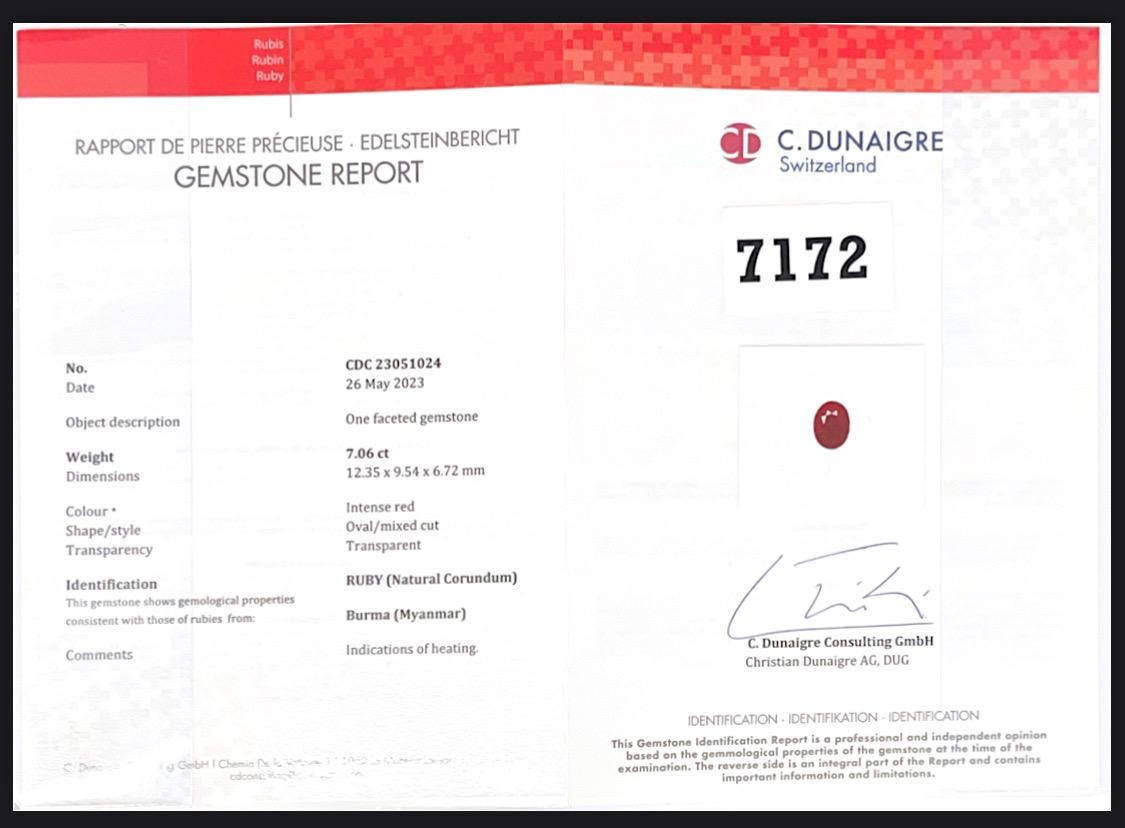 Rubis
Rubin
Ruby
RAPPORT DE PIERRE PRÉCIEUSE · EDELSTEINBERICHT
GEMSTONE REPORT
No. CDC 23051024
Date 26 May 2023
Object description One faceted gemstone
Weight 7.06 ct
Dimensions 12.35 x 9.54 x 6.72 mm
Colour * Intense red
Shape/style Oval/mixed cut
Transparency Transparent
Identification RUBY (Natural Corundum)
This gemstone shows gemological properties
consistent with those of rubies from: Burma (Myanmar)
Comments Indications of heating.
GmbH | Chemin
CD C. DUNAIGRE
Switzerland
7172
C. Dunaigre Consulting GmbH
Christian Dunaigre AG, DUG
IDENTIFICATION · IDENTIFIKATION · IDENTIFICATION
This Gemstone Identification Report is a professional and independent opinion
based on the gemmological properties of the gemstone at the time of the
examination. The reverse side is an integral part of the Report and contains
important information and limitations.